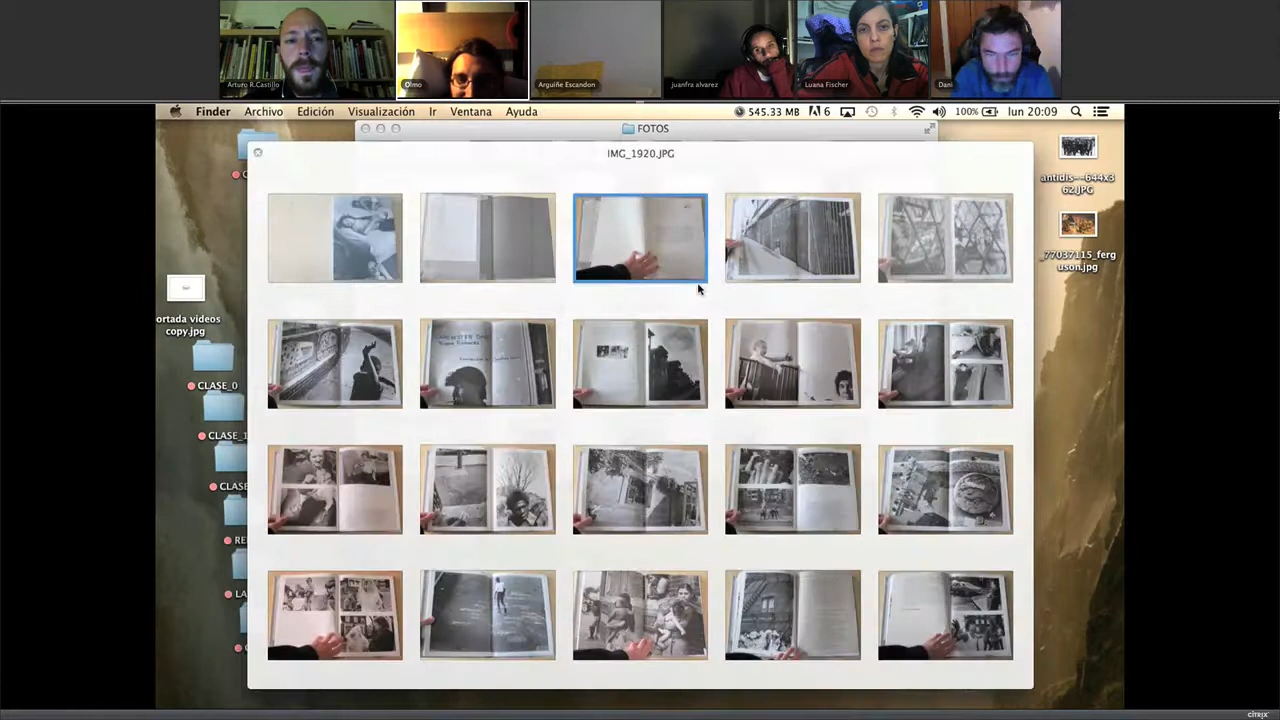 Arturo R.Castillo
Olmo
Arguiñe Escandon
juanfra alvarez
Luana Fischer
Dani
Finder Archivo Edición Visualización Ir Ventana Ayuda
545.33 MB
6
100%
lun 20:09
FOTOS
IMG_1920.JPG
antidis--644x3
62.JPG
_77037115_ferg
uson.jpg
ortada videos
copy.jpg
CLASE_0
CLASE_1
CLASE
RE
LA
C
CITRIX